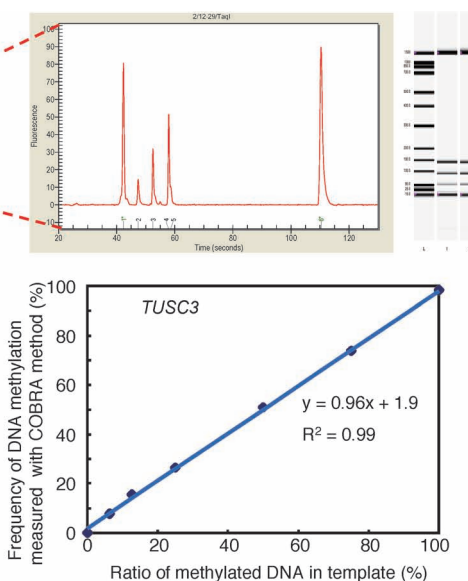 2/12-29/TaqI
Fluorescence
100
90
80
70
60
50
40
30
20
10
0
20 40 60 80 100 120
Time (seconds)
L
TUSC3
y = 0.96x + 1.9
R² = 0.99
Frequency of DNA methylation
measured with COBRA method (%)
100
80
60
40
20
0
0 20 40 60 80 100
Ratio of methylated DNA in template (%)